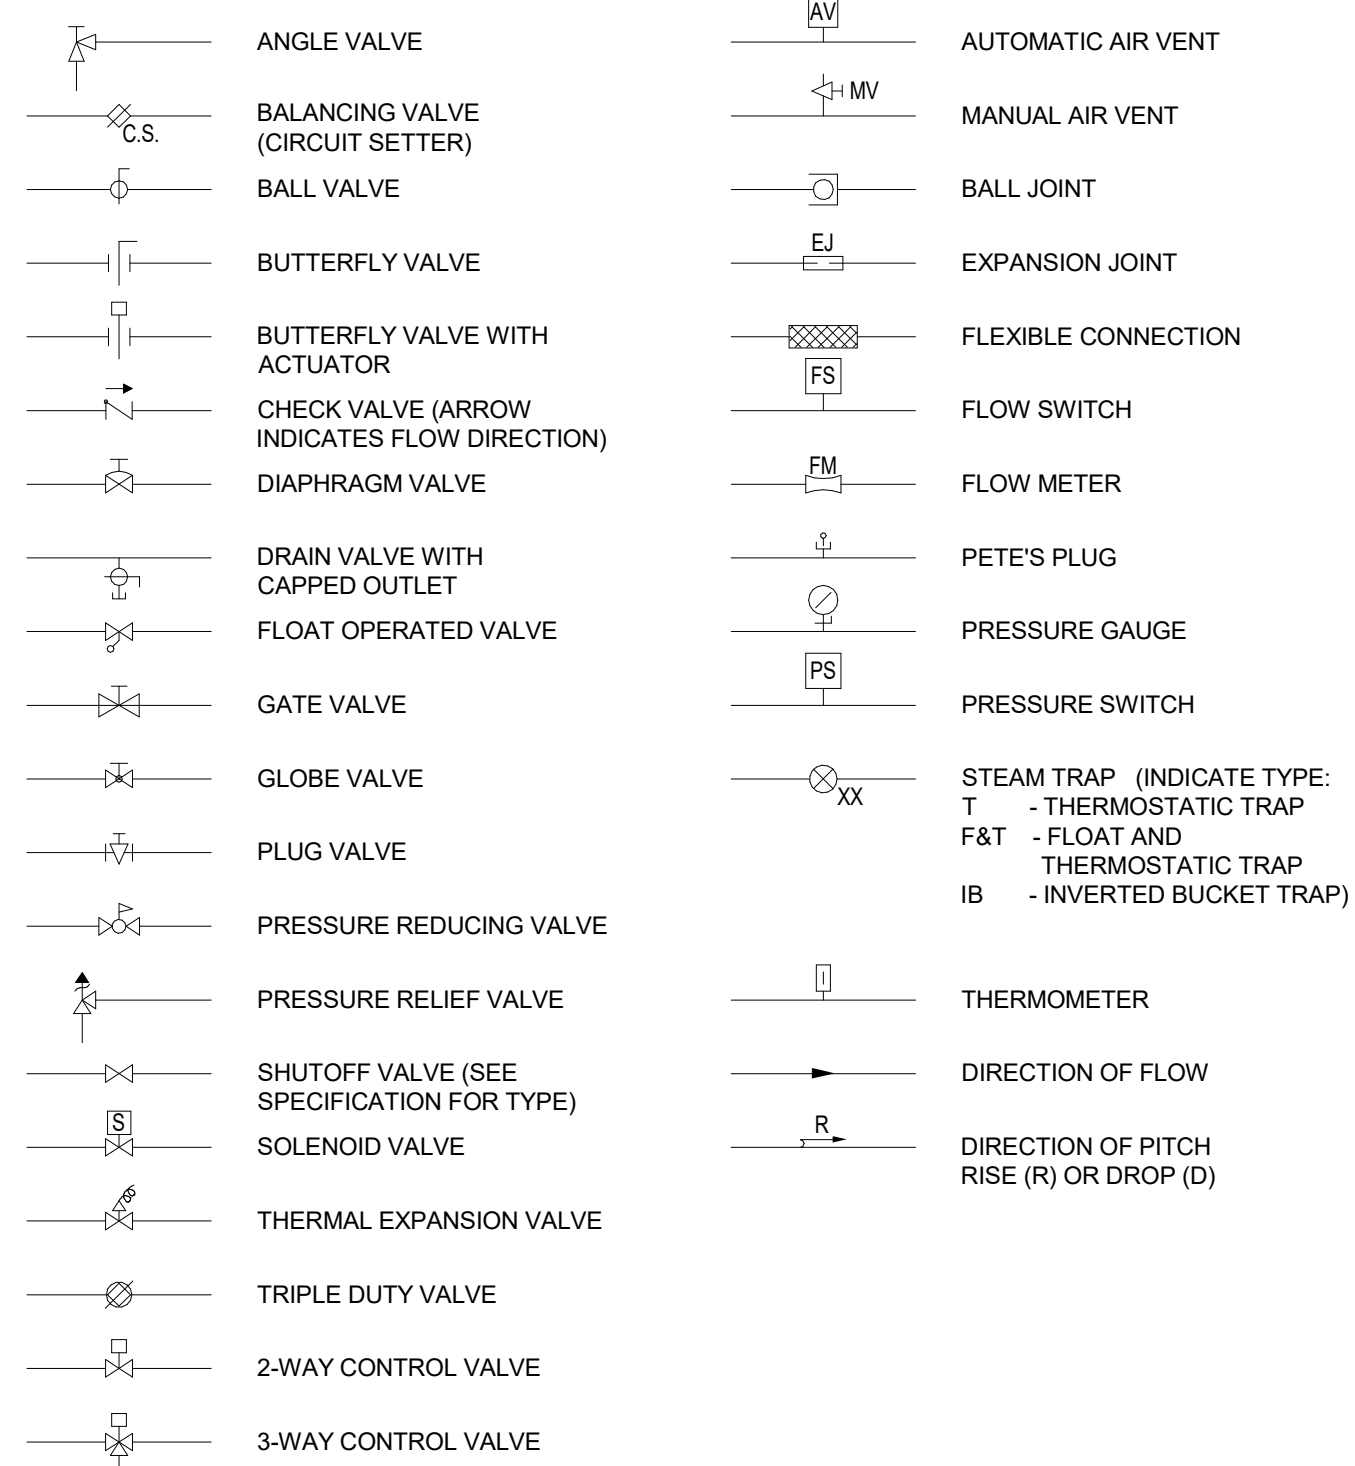 ANGLE VALVE
C.S.
BALANCING VALVE
(CIRCUIT SETTER)
BALL VALVE
BUTTERFLY VALVE
BUTTERFLY VALVE WITH
ACTUATOR
CHECK VALVE (ARROW
INDICATES FLOW DIRECTION)
DIAPHRAGM VALVE
DRAIN VALVE WITH
CAPPED OUTLET
FLOAT OPERATED VALVE
GATE VALVE
GLOBE VALVE
PLUG VALVE
PRESSURE REDUCING VALVE
PRESSURE RELIEF VALVE
SHUTOFF VALVE (SEE
SPECIFICATION FOR TYPE)
S
SOLENOID VALVE
THERMAL EXPANSION VALVE
TRIPLE DUTY VALVE
2-WAY CONTROL VALVE
3-WAY CONTROL VALVE
AV
AUTOMATIC AIR VENT
MV
MANUAL AIR VENT
BALL JOINT
EJ
EXPANSION JOINT
FLEXIBLE CONNECTION
FS
FLOW SWITCH
FM
FLOW METER
PETE'S PLUG
PRESSURE GAUGE
PS
PRESSURE SWITCH
XX
STEAM TRAP (INDICATE TYPE:
T - THERMOSTATIC TRAP
F&T - FLOAT AND
THERMOSTATIC TRAP
IB - INVERTED BUCKET TRAP)
THERMOMETER
DIRECTION OF FLOW
R
DIRECTION OF PITCH
RISE (R) OR DROP (D)